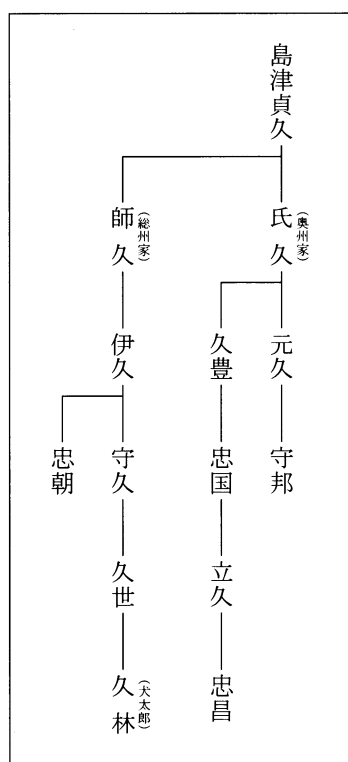 島津貞久
氏久
（奥州家）
元久
守邦
久豊
忠国
立久
忠昌
師久
（総州家）
伊久
守久
久世
久林
（犬太郎）
忠朝